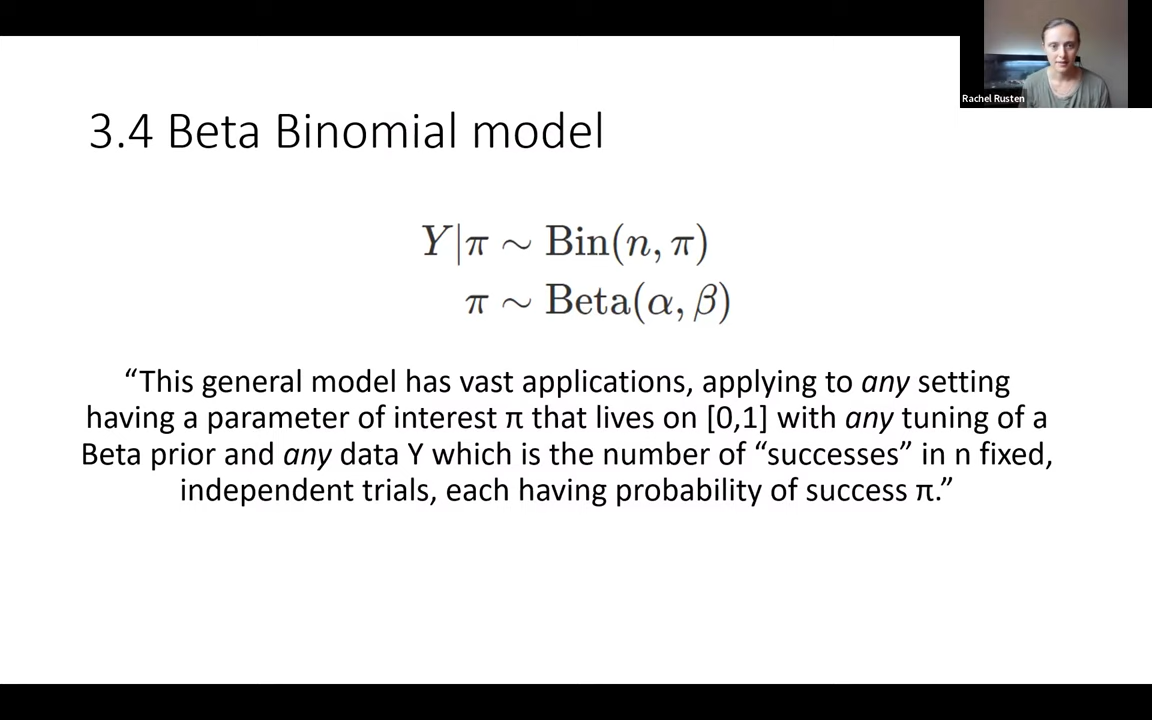 Rachel Rusten
3.4 Beta Binomial model
Y|π ∼ Bin(n, π)
π ∼ Beta(α, β)
“This general model has vast applications, applying to any setting
having a parameter of interest π that lives on [0,1] with any tuning of a
Beta prior and any data Y which is the number of “successes” in n fixed,
independent trials, each having probability of success π.”